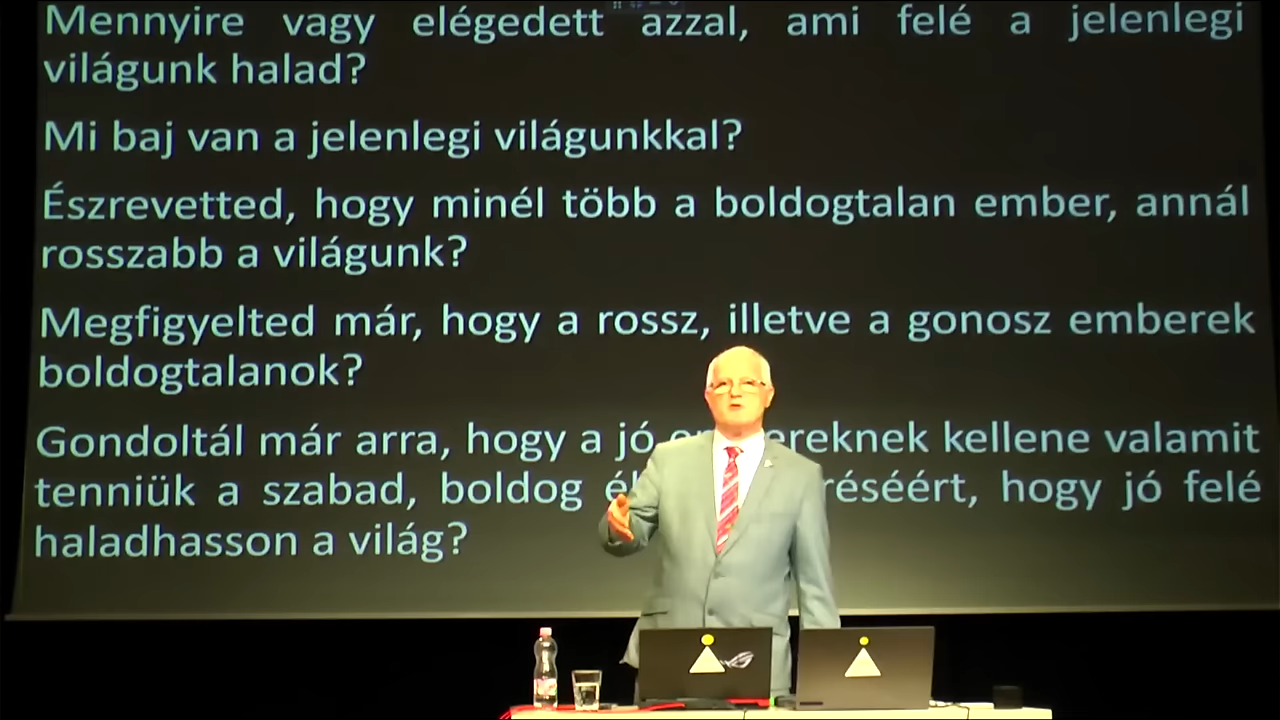 Mennyire vagy elégedett azzal, ami felé a jelenlegi
világunk halad?
Mi baj van a jelenlegi világunkkal?
Észrevetted, hogy minél több a boldogtalan ember, annál
rosszabb a világunk?
Megfigyelted már, hogy a rossz, illetve a gonosz emberek
boldogtalanok?
Gondoltál már arra, hogy a jó kellene valamit
tenniük a szabad, boldog hogy jó felé
haladhasson a világ?